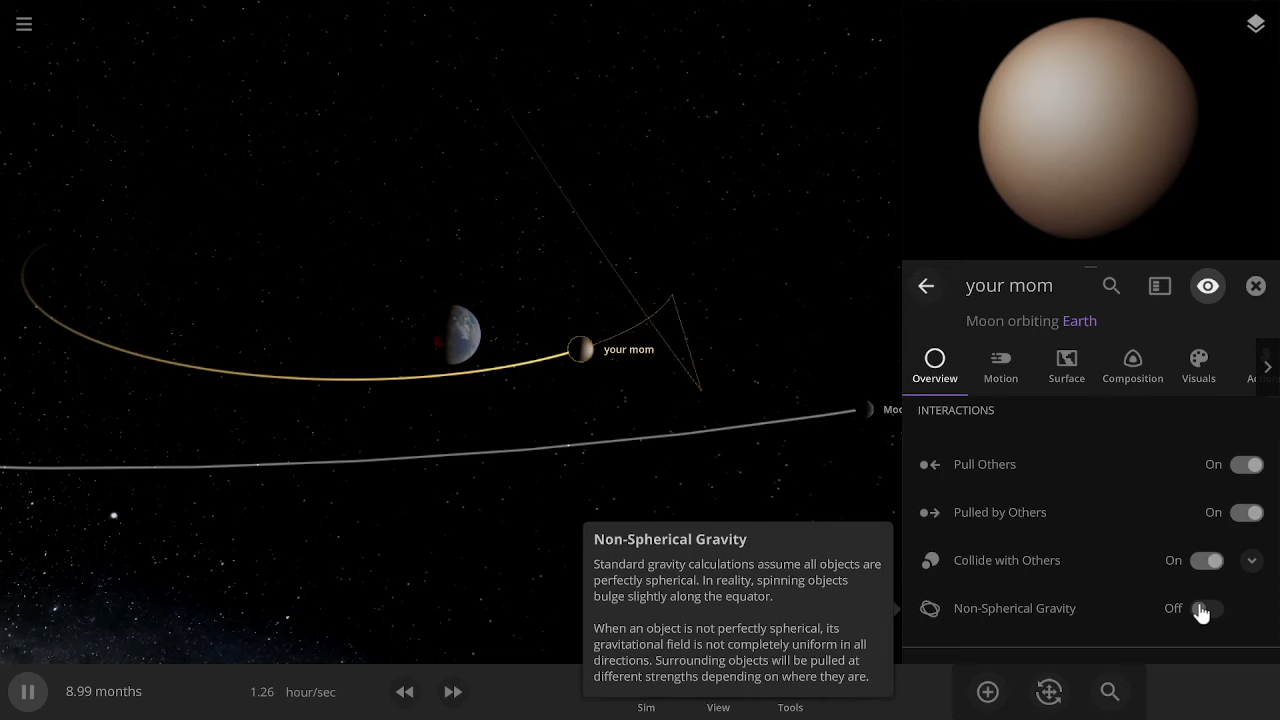 your mom
Moon orbiting Earth
Overview
Motion
Surface
Composition
Visuals
INTERACTIONS
Pull Others
On
Pulled by Others
On
Collide with Others
On
Non-Spherical Gravity
Off
your mom
Moo
Non-Spherical Gravity
Standard gravity calculations assume all objects are
perfectly spherical. In reality, spinning objects
bulge slightly along the equator.
When an object is not perfectly spherical, its
gravitational field is not completely uniform in all
directions. Surrounding objects will be pulled at
different strengths depending on where they are.
8.99 months
1.26 hour/sec
Sim
View
Tools